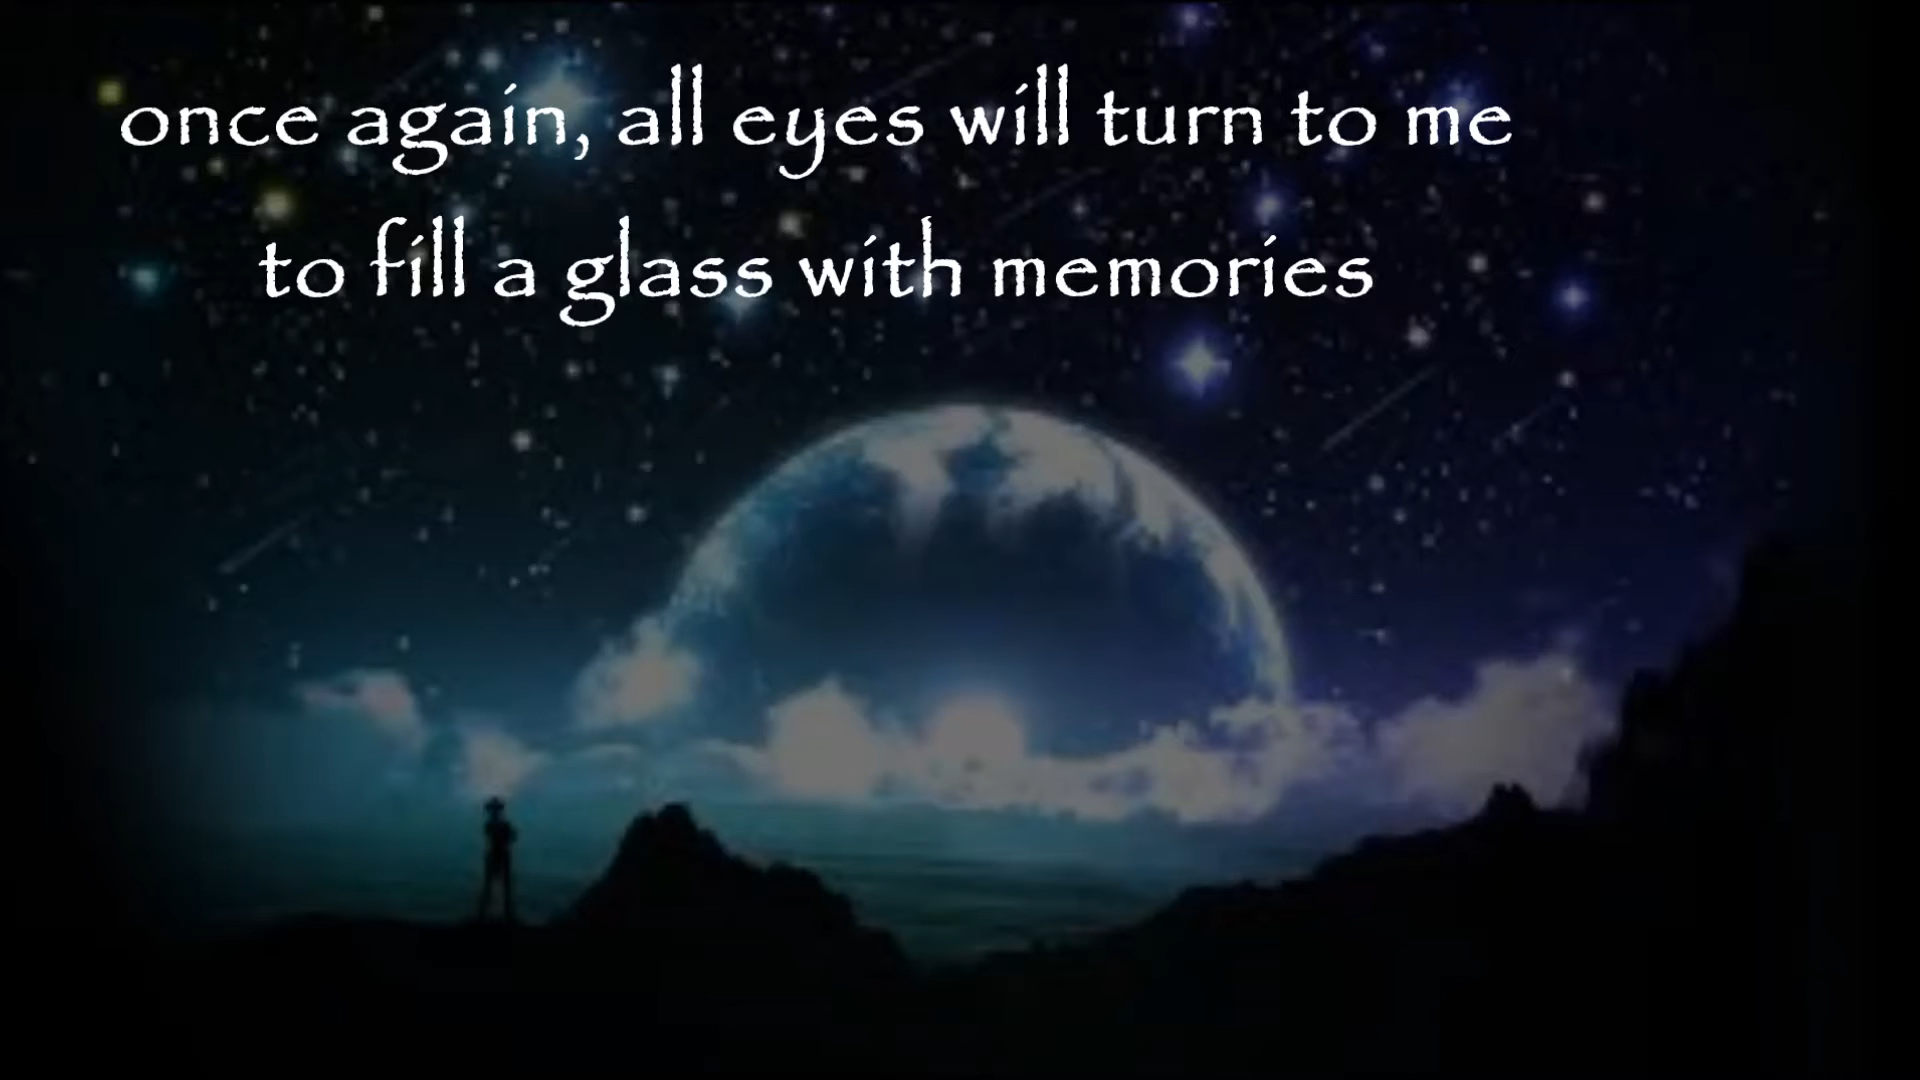 once again, all eyes will turn to me
to fill a glass with memories